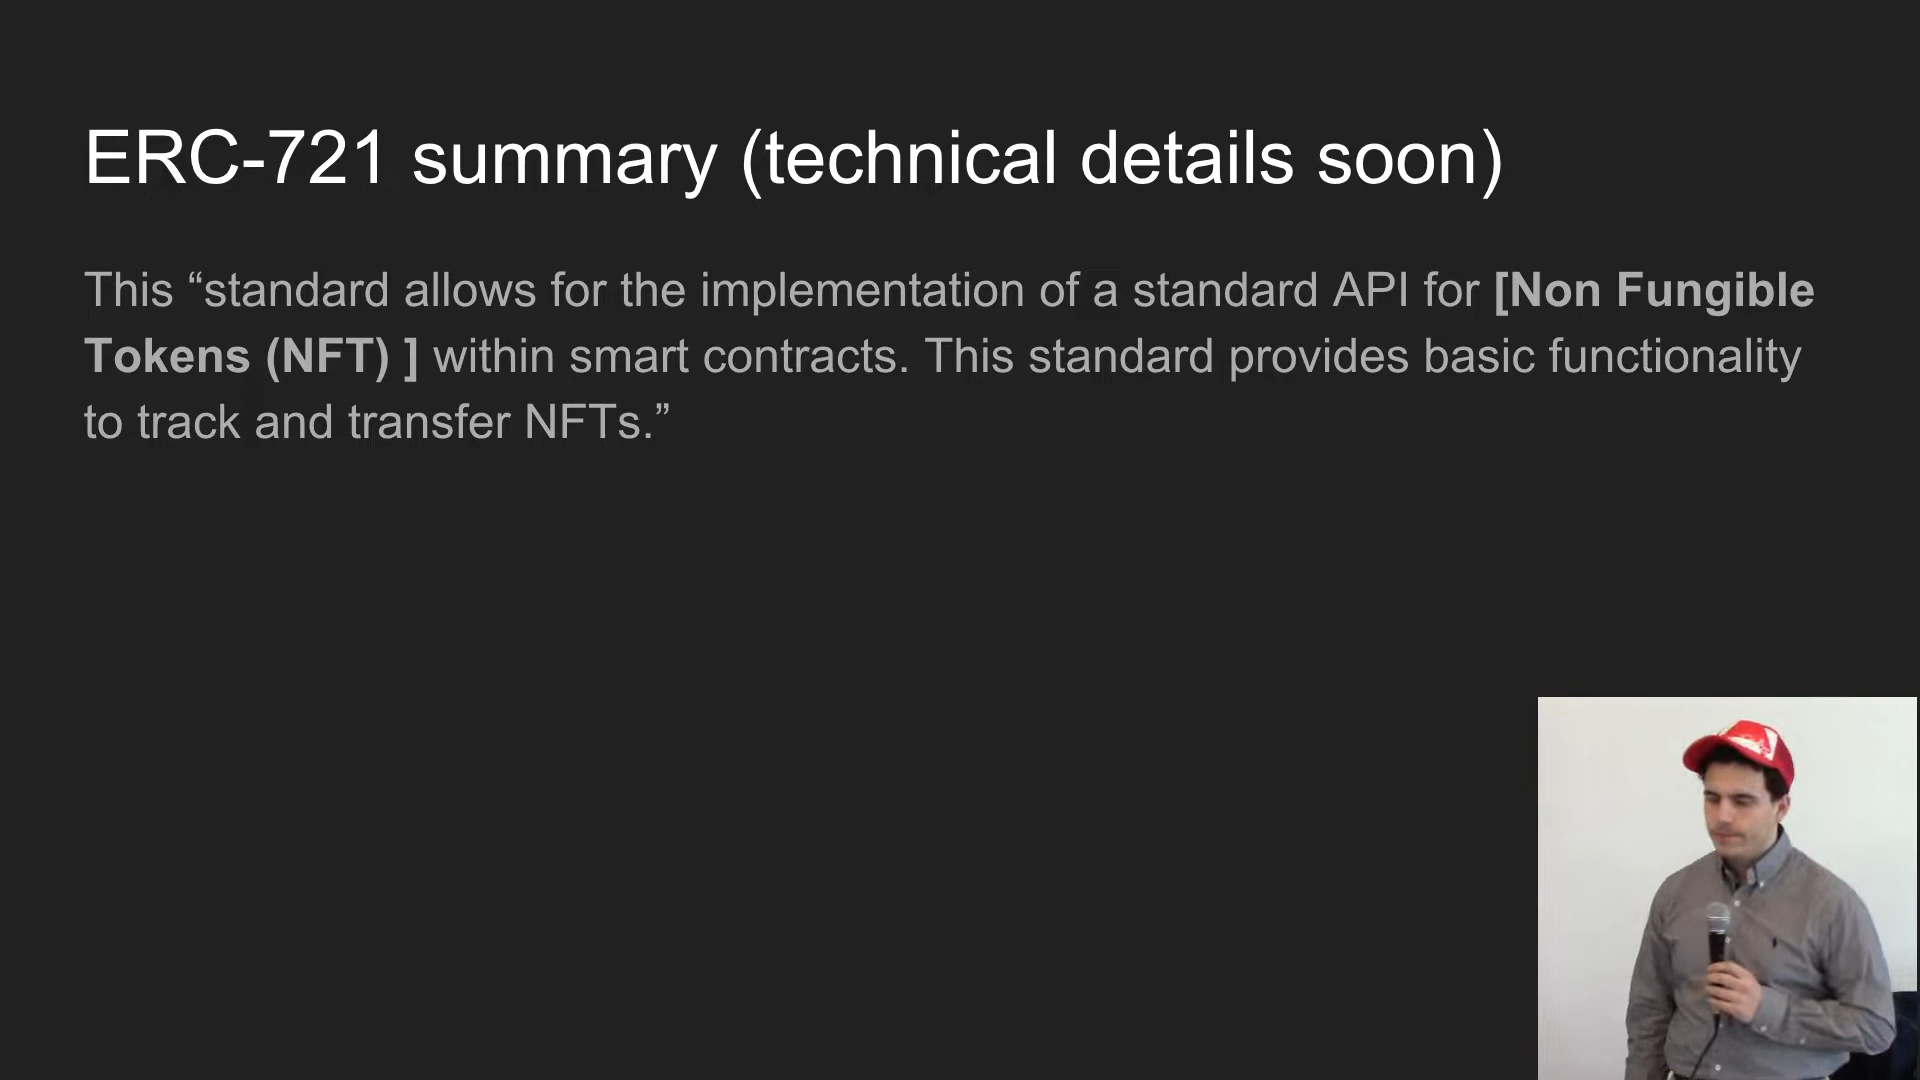 ERC-721 summary (technical details soon)
This “standard allows for the implementation of a standard API for [Non Fungible
Tokens (NFT) ] within smart contracts. This standard provides basic functionality
to track and transfer NFTs.”